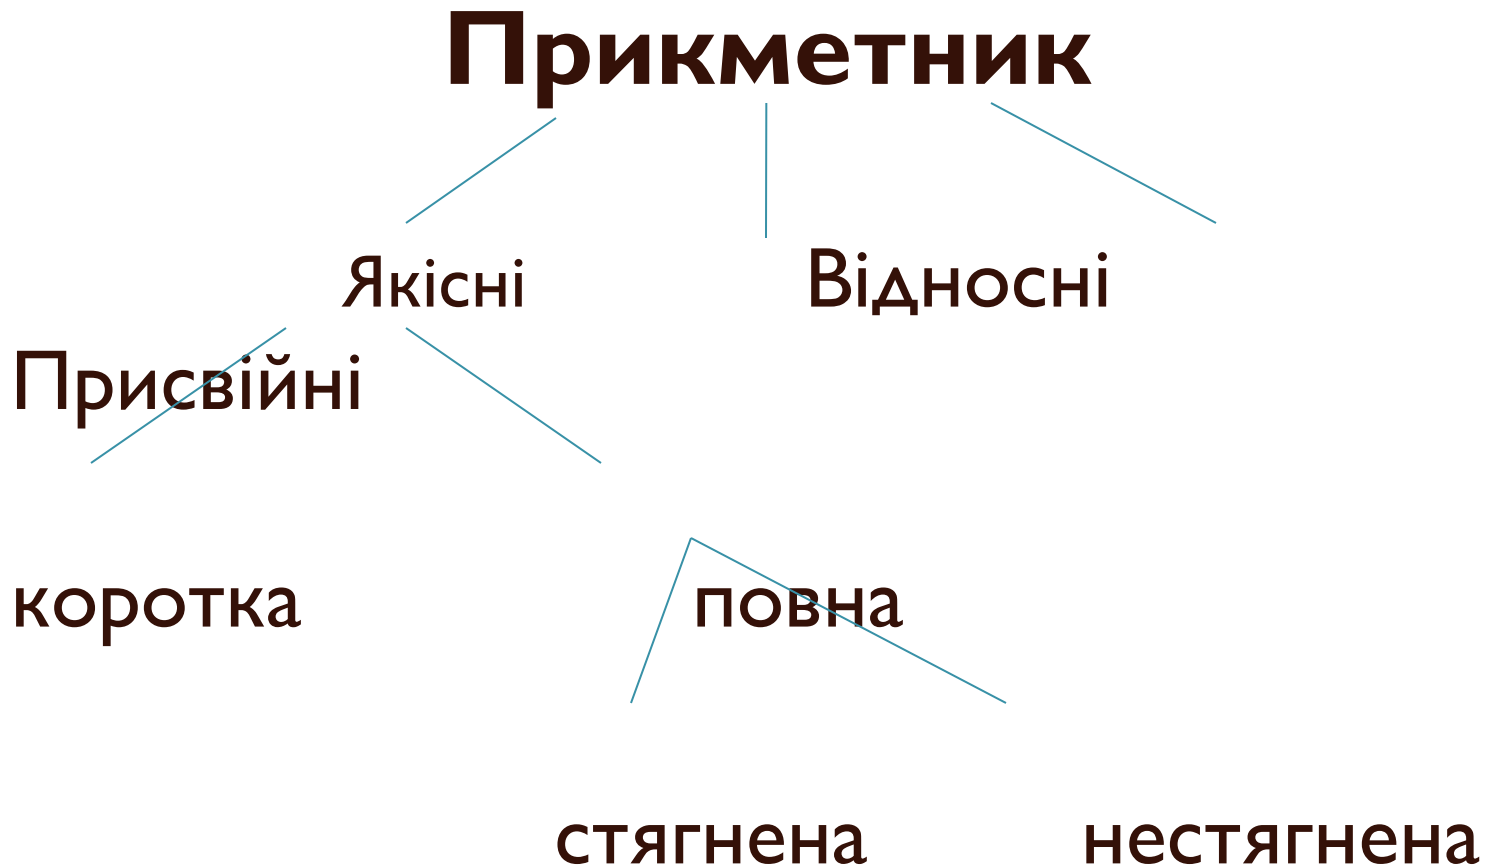 Прикметник
Якісні Відносні
Присвійні
коротка повна
стягнена нестягнена